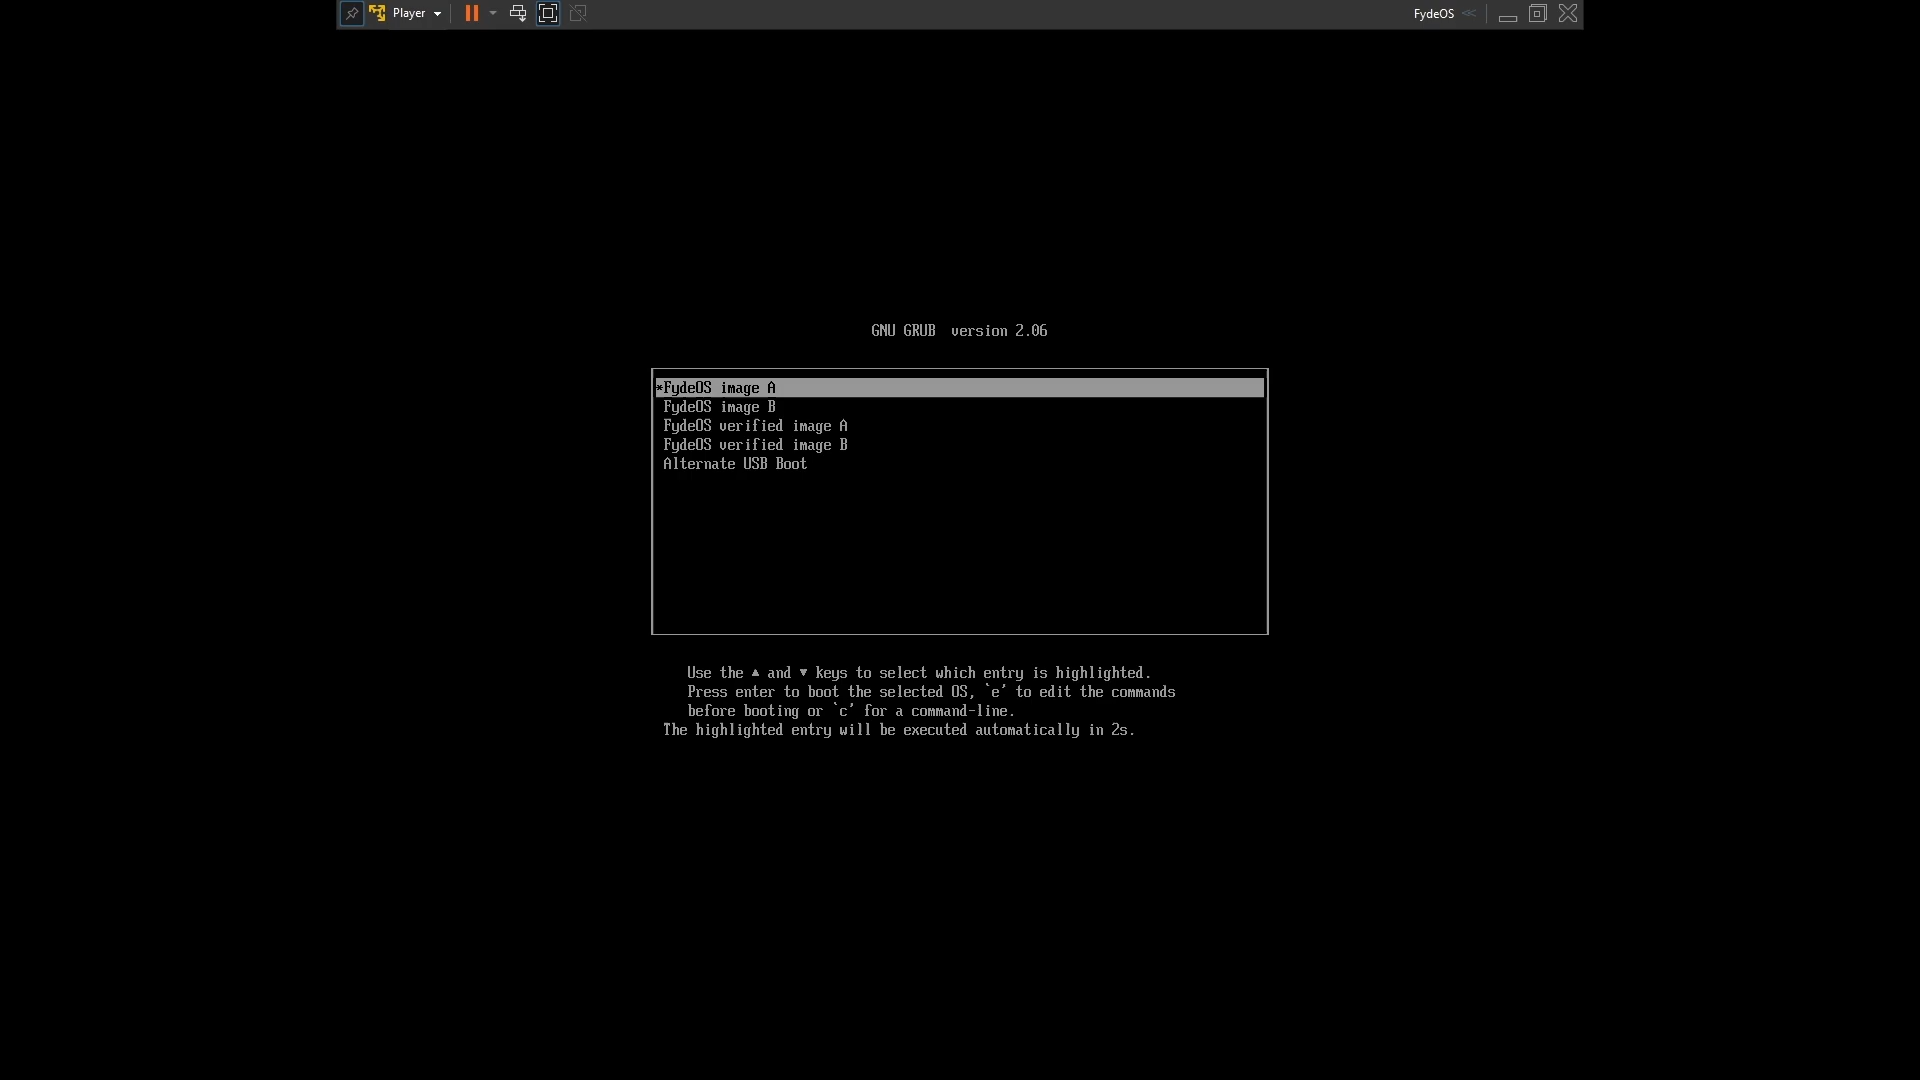 Player
FydeOS
GNU GRUB  version 2.06
*FydeOS image A
FydeOS image B
FydeOS verified image A
FydeOS verified image B
Alternate USB Boot
Use the ▲ and ▼ keys to select which entry is highlighted.
Press enter to boot the selected OS, `e' to edit the commands
before booting or `c' for a command-line.
The highlighted entry will be executed automatically in 2s.